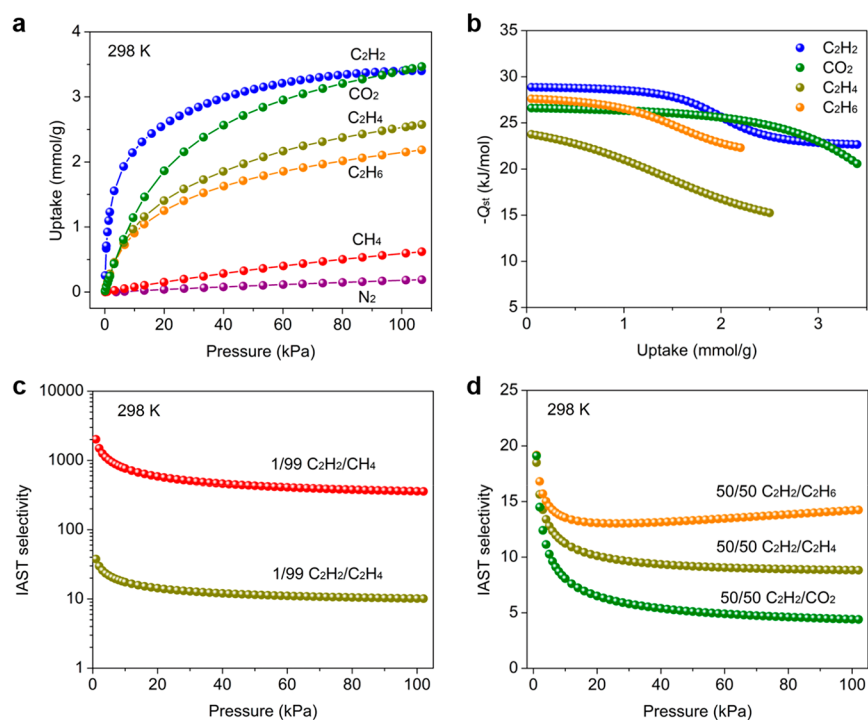 a
298 K
C₂H₂
CO₂
C₂H₄
C₂H₆
CH₄
N₂
4
3
2
1
0
0 20 40 60 80 100
Uptake (mmol/g)
Pressure (kPa)
b
C₂H₂
CO₂
C₂H₄
C₂H₆
35
30
25
20
15
10
5
0 1 2 3
-Qst (kJ/mol)
Uptake (mmol/g)
c
298 K
1/99 C₂H₂/CH₄
1/99 C₂H₂/C₂H₄
10000
1000
100
10
1
0 20 40 60 80 100
IAST selectivity
Pressure (kPa)
d
298 K
50/50 C₂H₂/C₂H₆
50/50 C₂H₂/C₂H₄
50/50 C₂H₂/CO₂
25
20
15
10
5
0
0 20 40 60 80 100
IAST selectivity
Pressure (kPa)